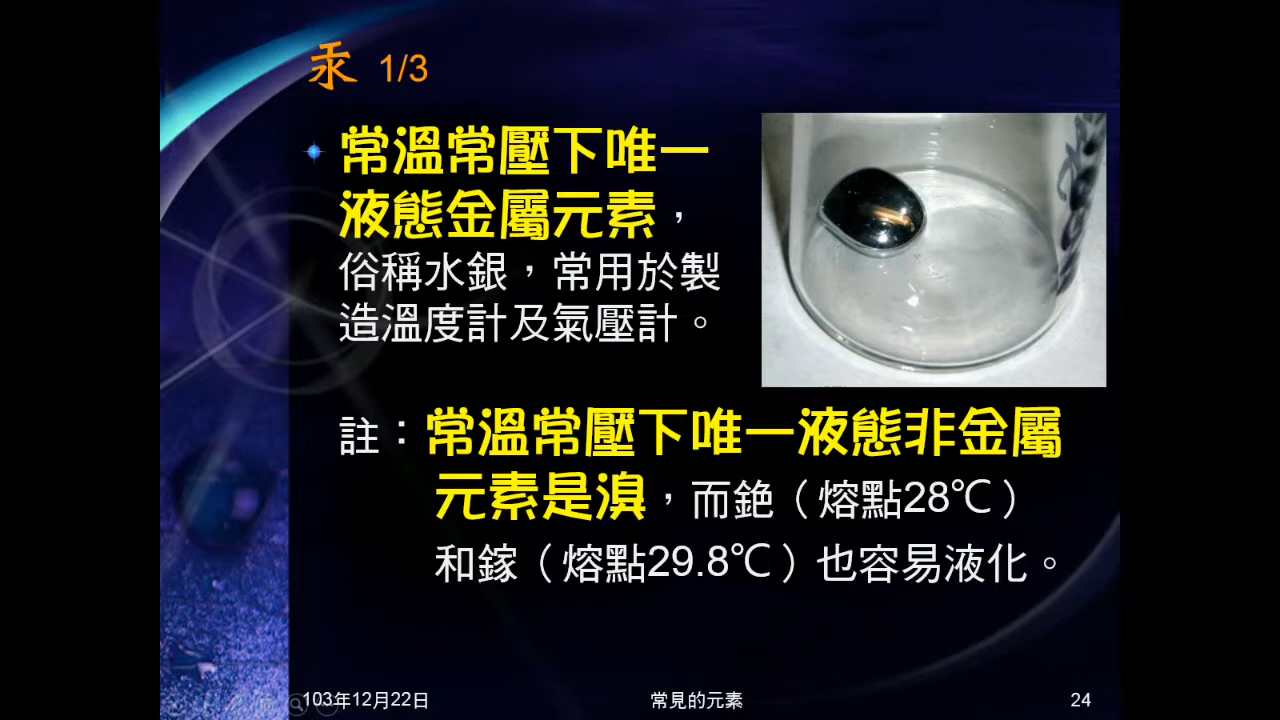 汞 1/3
常溫常壓下唯一
液態金屬元素，
俗稱水銀，常用於製
造溫度計及氣壓計。
註：常溫常壓下唯一液態非金屬
元素是溴，而銫（熔點28℃）
和鎵（熔點29.8℃）也容易液化。
103年12月22日
常見的元素
24